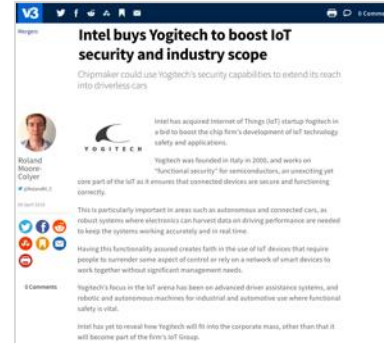 V3
0 Comments
Mergers
Intel buys Yogitech to boost IoT
security and industry scope
Chipmaker could use Yogitech's security capabilities to extend its reach
into driverless cars
YOGITECH
Intel has acquired Internet of Things (IoT) startup Yogitech in
a bid to boost the chip firm's development of IoT technology
safety and applications.
Roland
Moore-
Colyer
Yogitech was founded in Italy in 2000, and works on
"functional security" for semiconductors, an unexciting yet
core part of the IoT as it ensures that connected devices are secure and functioning
correctly.
This is particularly important in areas such as autonomous and connected cars, as
robust systems where electronics can harvest data on driving performance are needed
to keep the systems working accurately and in real time.
Having this functionality assured creates faith in the use of IoT devices that require
people to surrender some aspect of control or rely on a network of smart devices to
work together without significant management needs.
0 Comments
Yogitech's focus in the IoT arena has been on advanced driver assistance systems, and
robotic and autonomous machines for industrial and automotive use where functional
safety is vital.
Intel has yet to reveal how Yogitech will fit into the corporate mass, other than that it
will become part of the firm's IoT Group.